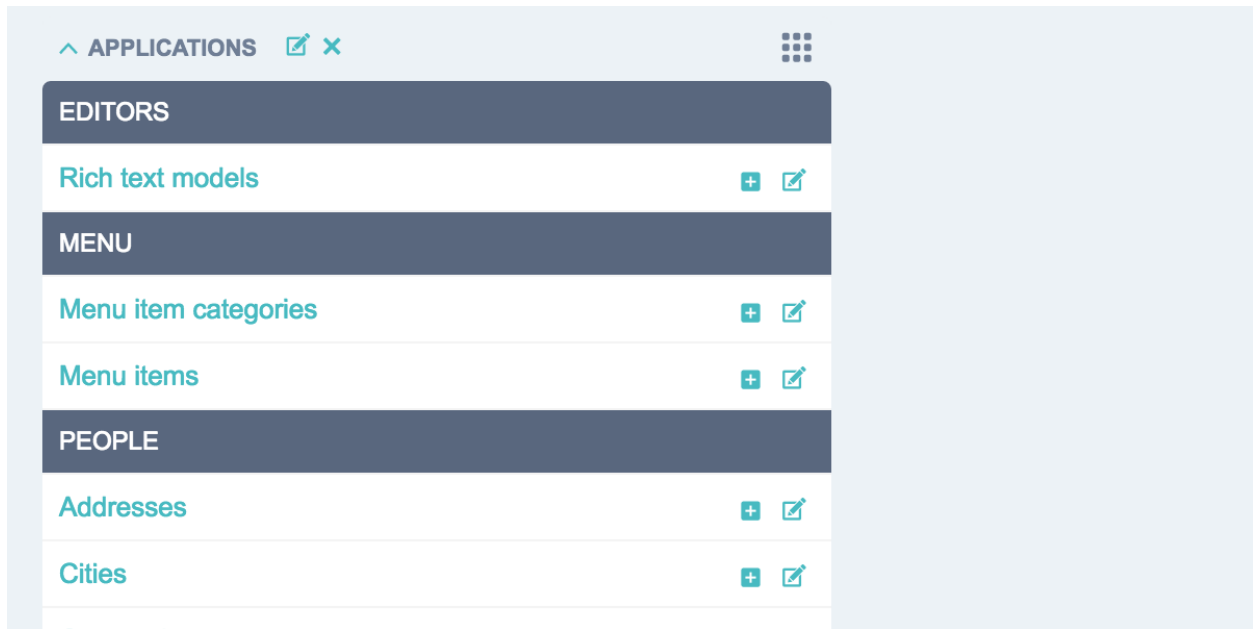 APPLICATIONS
EDITORS
Rich text models
MENU
Menu item categories
Menu items
PEOPLE
Addresses
Cities